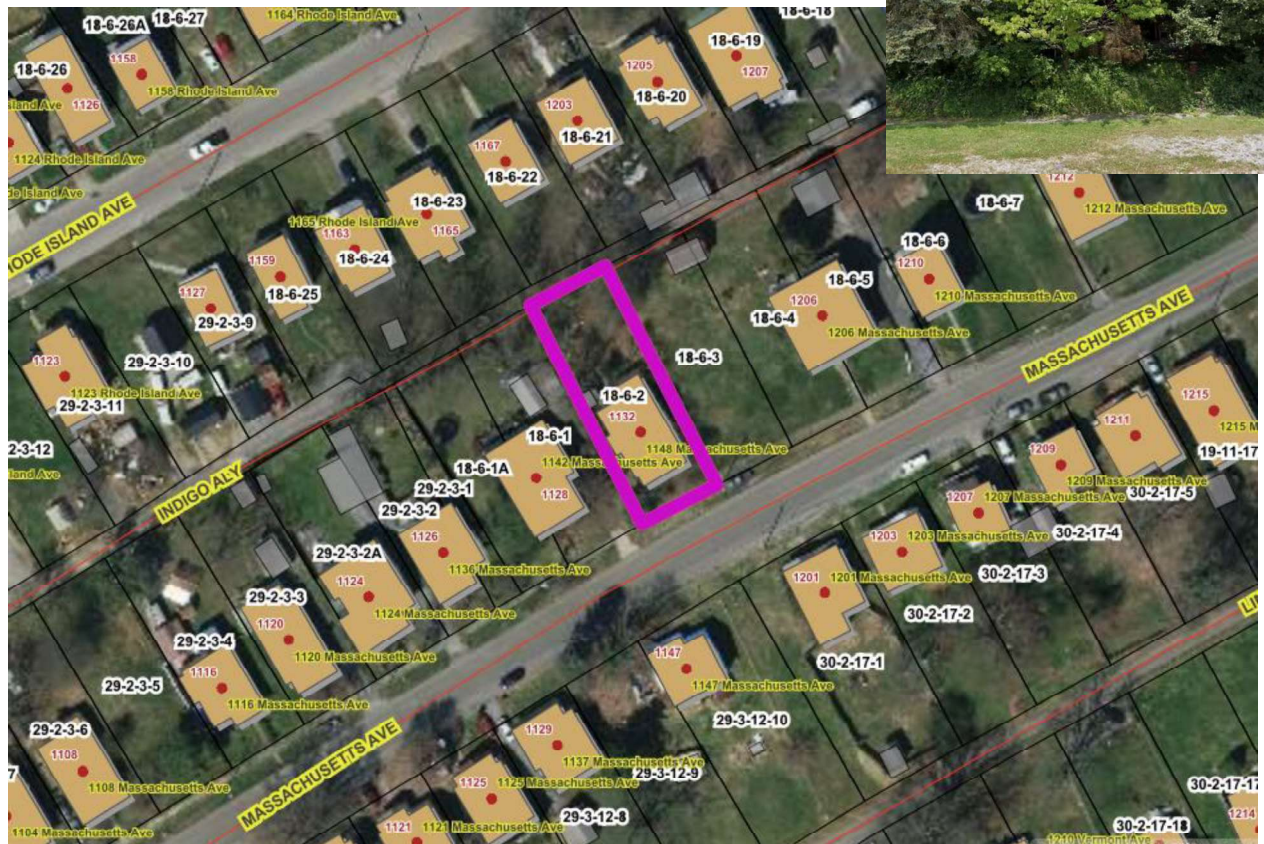 18-6-26A
18-6-27
1164 Rhode Island Ave
18-6-18
18-6-26
1158
1158 Rhode Island Ave
1126
1205
18-6-20
18-6-19
1207
1203
18-6-21
1124 Rhode Island Ave
1167
18-6-22
18-6-23
1165
1165 Rhode Island Ave
1163
18-6-24
1159
18-6-25
1127
29-2-3-9
29-2-3-10
1123
1123 Rhode Island Ave
29-2-3-11
INDIGO ALY
1212
1212 Massachusetts Ave
18-6-7
18-6-6
1210
1210 Massachusetts Ave
18-6-5
1206
18-6-4
1206 Massachusetts Ave
MASSACHUSETTS AVE
18-6-3
18-6-2
1132
1148 Massachusetts Ave
18-6-1
1142 Massachusetts Ave
18-6-1A
1128
29-2-3-1
29-2-3-2
1126
1136 Massachusetts Ave
29-2-3-2A
1124
1124 Massachusetts Ave
29-2-3-3
1120
1120 Massachusetts Ave
29-2-3-4
1116
1116 Massachusetts Ave
29-2-3-5
29-2-3-6
1108
1108 Massachusetts Ave
1104 Massachusetts Ave
MASSACHUSETTS AVE
1215
19-11-17
1211
1209
1209 Massachusetts Ave
30-2-17-5
1207
1207 Massachusetts Ave
30-2-17-4
1203
1203 Massachusetts Ave
30-2-17-3
30-2-17-2
1201
1201 Massachusetts Ave
30-2-17-1
1147
1147 Massachusetts Ave
29-3-12-10
1129
1137 Massachusetts Ave
29-3-12-9
1125
1125 Massachusetts Ave
29-3-12-8
1121
1121 Massachusetts Ave
30-2-17-17
1214
30-2-17-18
1210 Vermont Ave